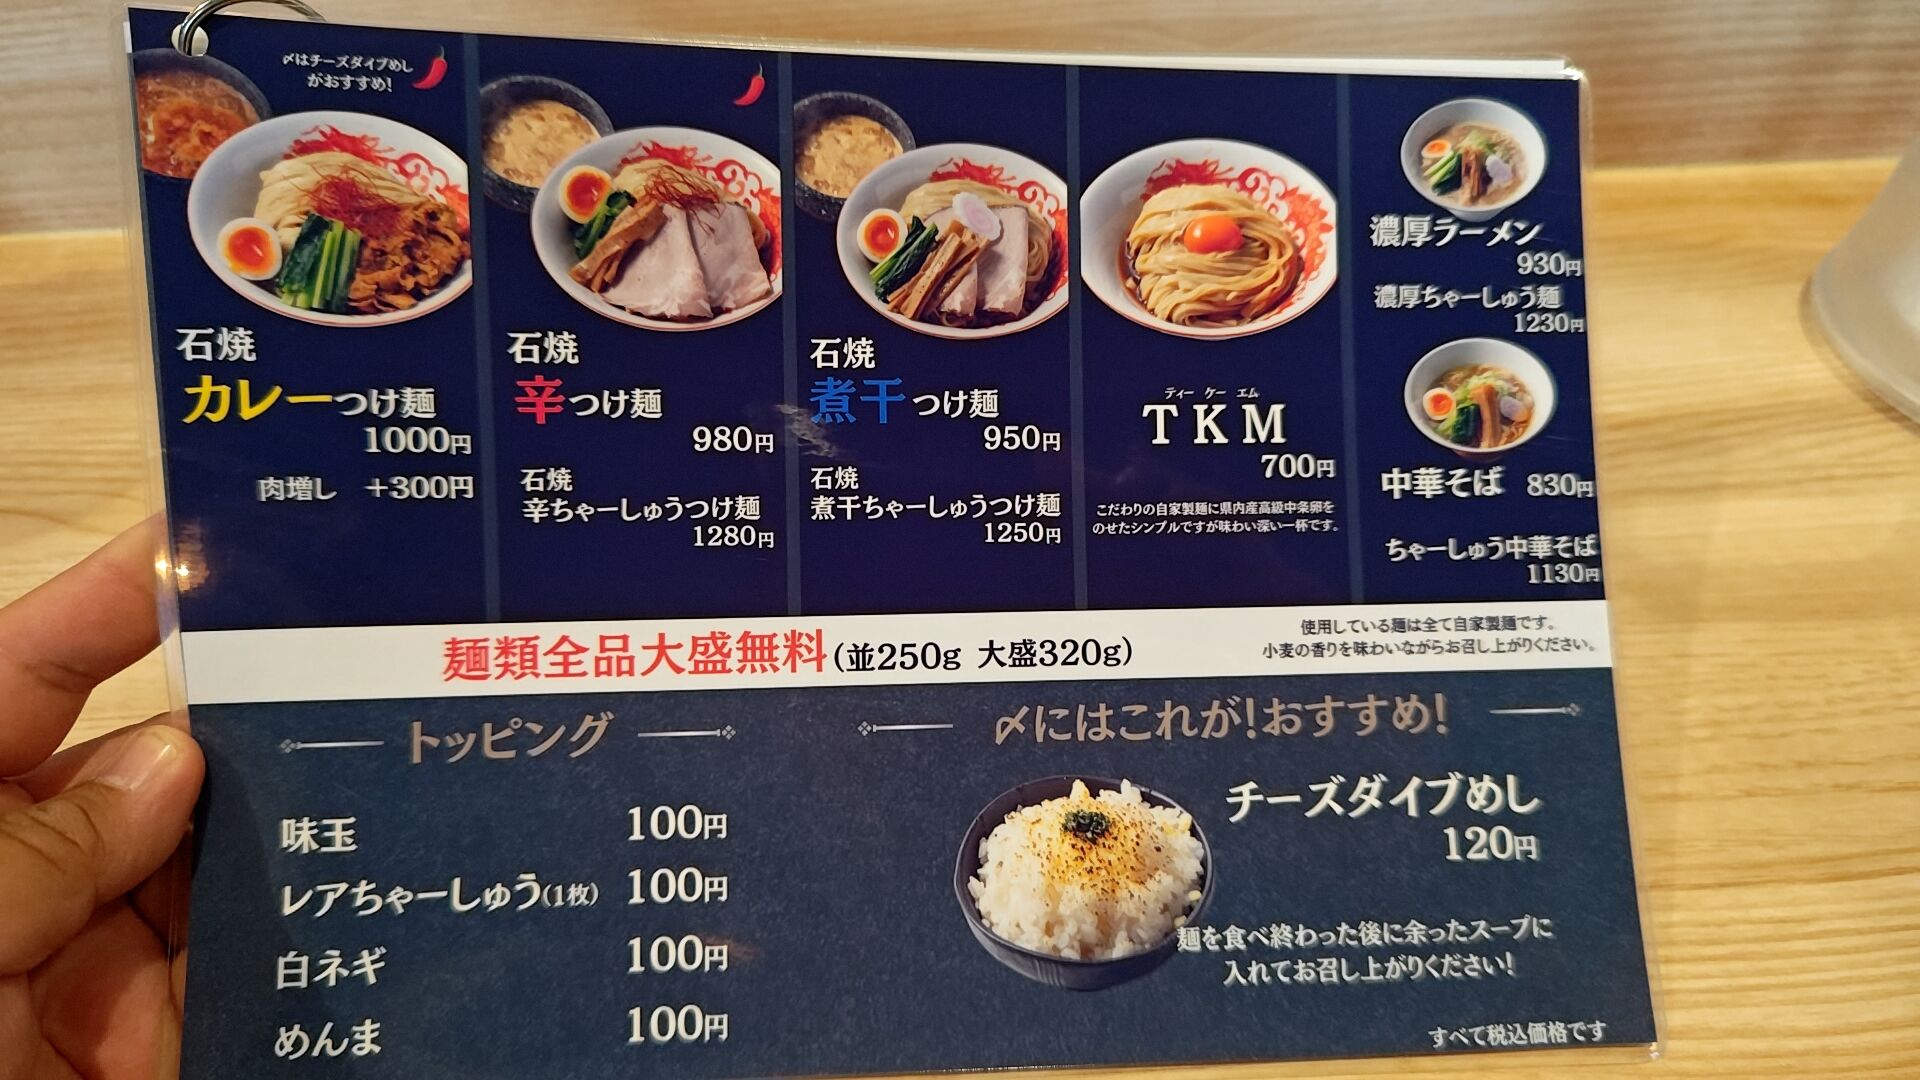 〆はチーズダイブめし
がおすすめ!
石焼
カレーつけ麺
1000円
肉増し +300円
石焼
辛つけ麺
980円
石焼
辛ちゃーしゅうつけ麺
1280円
石焼
煮干つけ麺
950円
石焼
煮干ちゃーしゅうつけ麺
1250円
ティー ケー エム
TKM
700円
こだわりの自家製麺に県内産高級中条卵を
のせたシンプルですが味わい深い一杯です。
濃厚ラーメン
930円
濃厚ちゃーしゅう麺
1230円
中華そば 830円
ちゃーしゅう中華そば
1130円
麺類全品大盛無料(並250g 大盛320g)
使用している麺は全て自家製麺です。
小麦の香りを味わいながらお召し上がりください。
トッピング
味玉 100円
レアちゃーしゅう(1枚) 100円
白ネギ 100円
めんま 100円
〆にはこれが!おすすめ!
チーズダイブめし
120円
麺を食べ終わった後に余ったスープに
入れてお召し上がりください!
すべて税込価格です